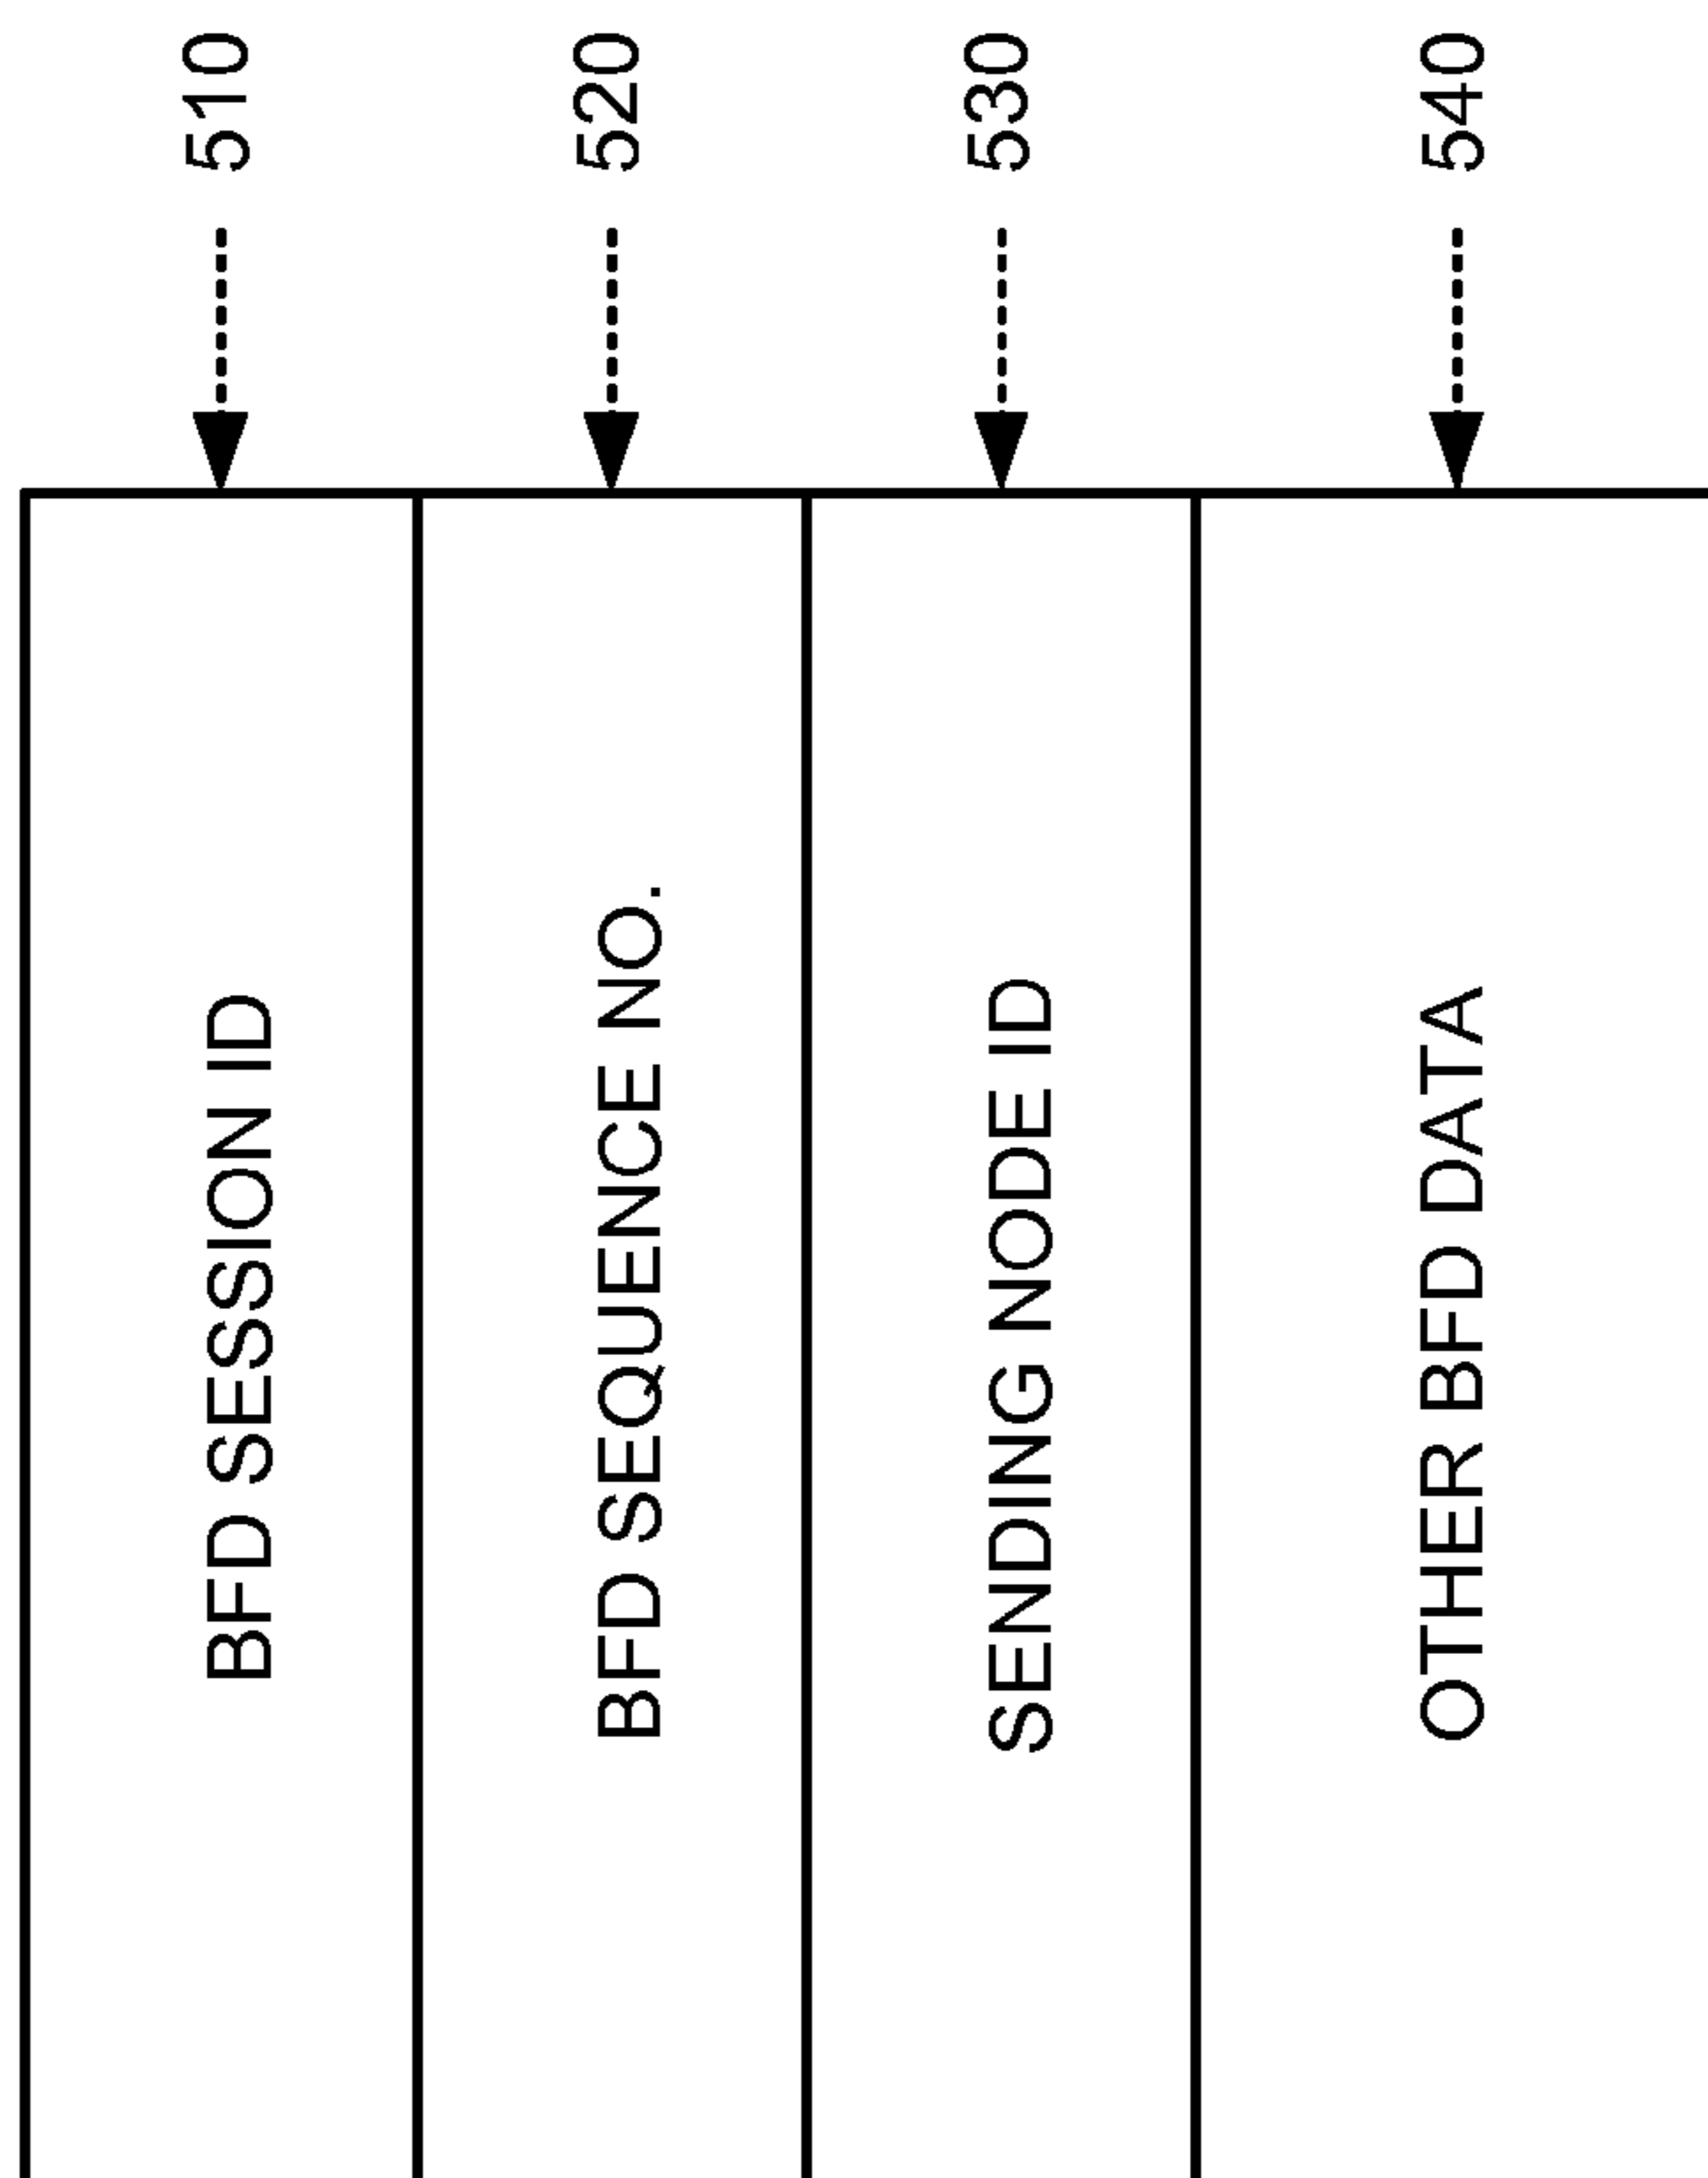 BFD SESSION ID
510
BFD SEQUENCE NO.
520
SENDING NODE ID
530
OTHER BFD DATA
540